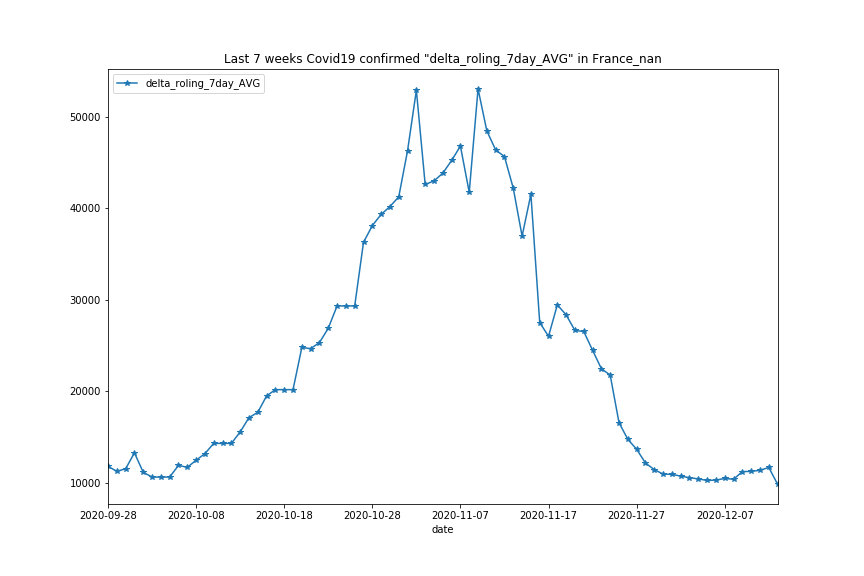 Last 7 weeks Covid19 confirmed "delta_roling_7day_AVG" in France_nan
delta_roling_7day_AVG
50000
40000
30000
20000
10000
2020-09-28 2020-10-08 2020-10-18 2020-10-28 2020-11-07 2020-11-17 2020-11-27 2020-12-07
date